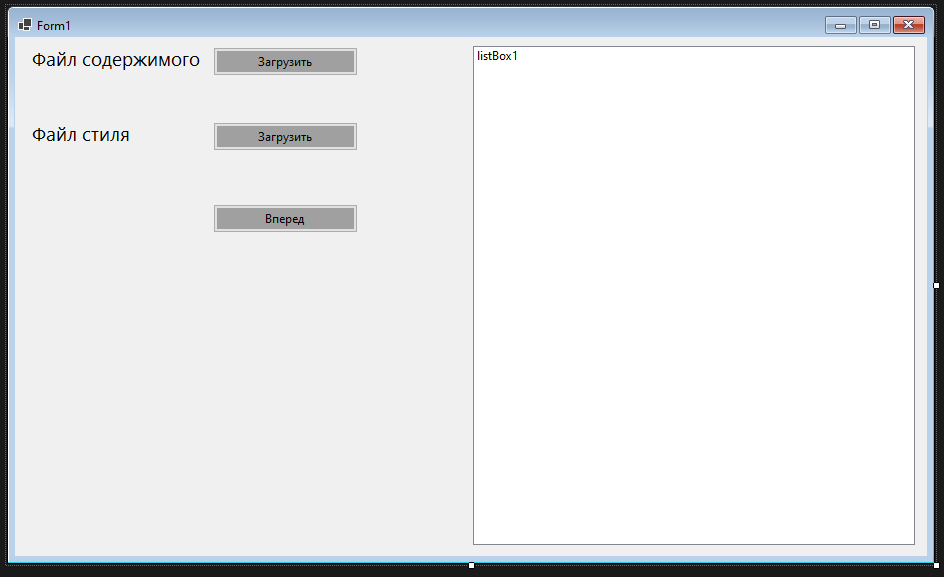 Form1
Файл содержимого
Загрузить
listBox1
Файл стиля
Загрузить
Вперед